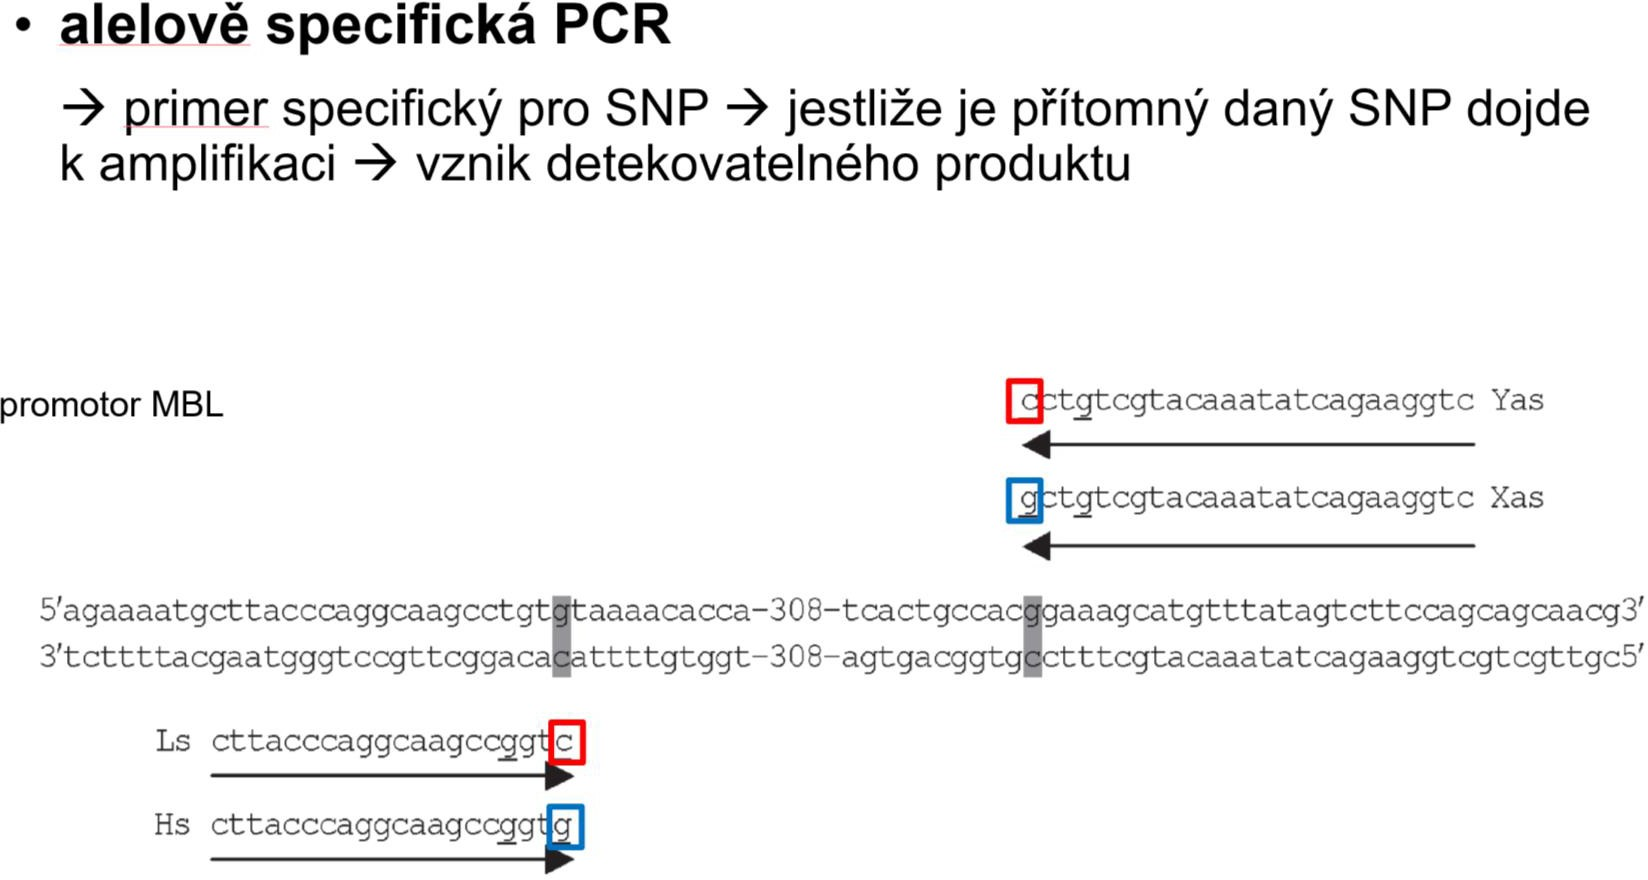 • alelově specifická PCR
→ primer specifický pro SNP → jestliže je přítomný daný SNP dojde
k amplifikaci → vznik detekovatelného produktu
promotor MBL
cctgtcgtacaaatatcagaaggtc Yas
gctgtcgtacaaatatcagaaggtc Xas
5'agaaaatgcttacccaggcaagcctgtgtaaaacacca-308-tcactgccacggaaagcatgtttatagtcttccagcagcaacg3'
3'tcttttacgaatgggtccgttcggacacattttgtggt-308-agtgacggtgcctttcgtacaaatatcagaaggtcgtcgttgc5'
Ls cttacccaggcaagccggtc
Hs cttacccaggcaagccggtg